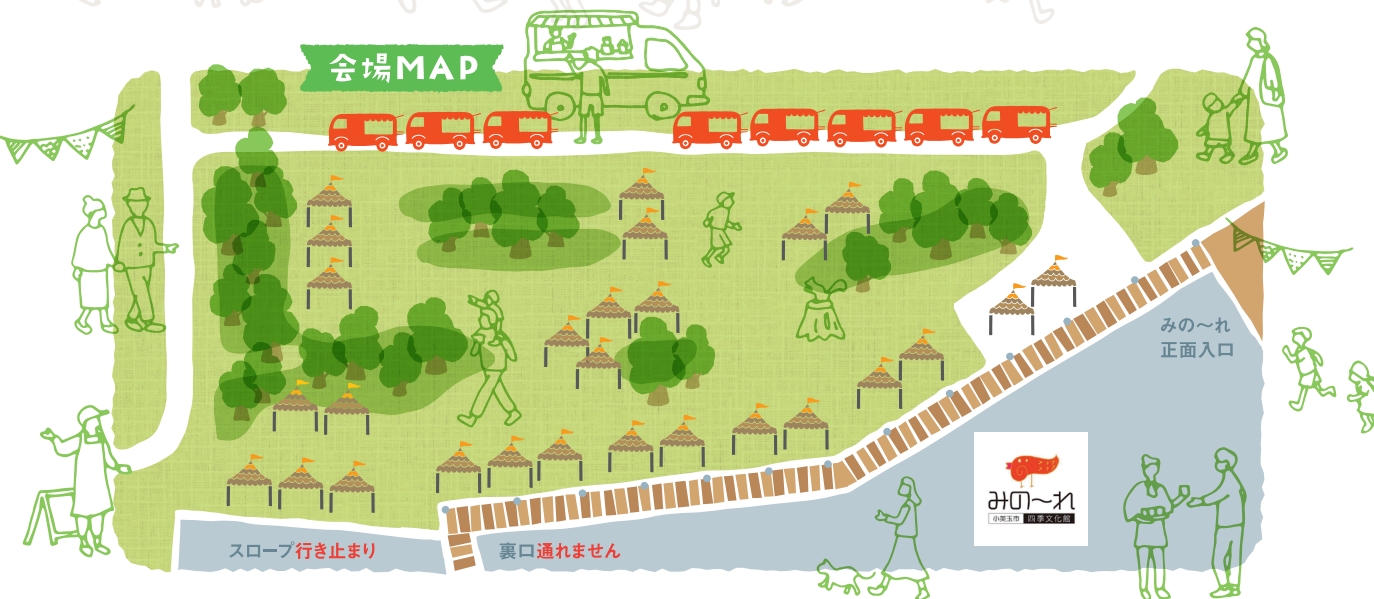 会場MAP
みの～れ
正面入口
みの～れ
小美玉市 四季文化館
スロープ行き止まり
裏口通れません